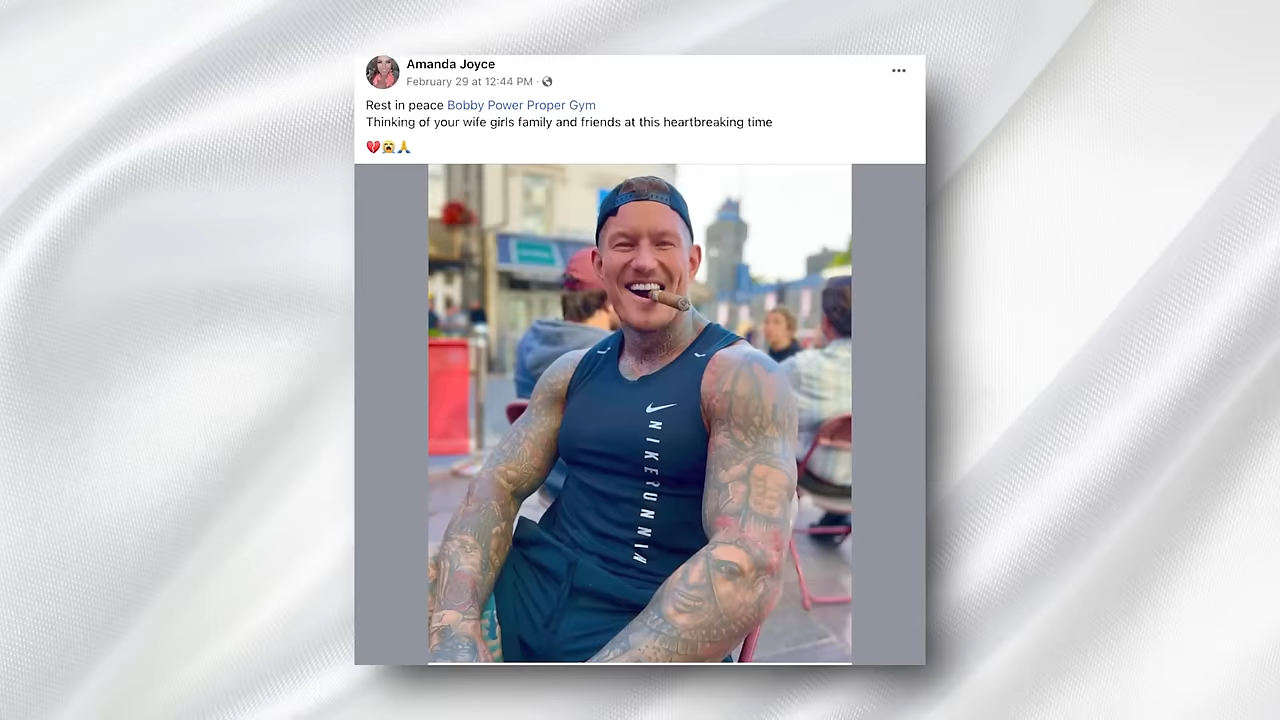 Amanda Joyce
February 29 at 12:44 PM ·
Rest in peace Bobby Power Proper Gym
Thinking of your wife girls family and friends at this heartbreaking time
NIKE RUNNIN